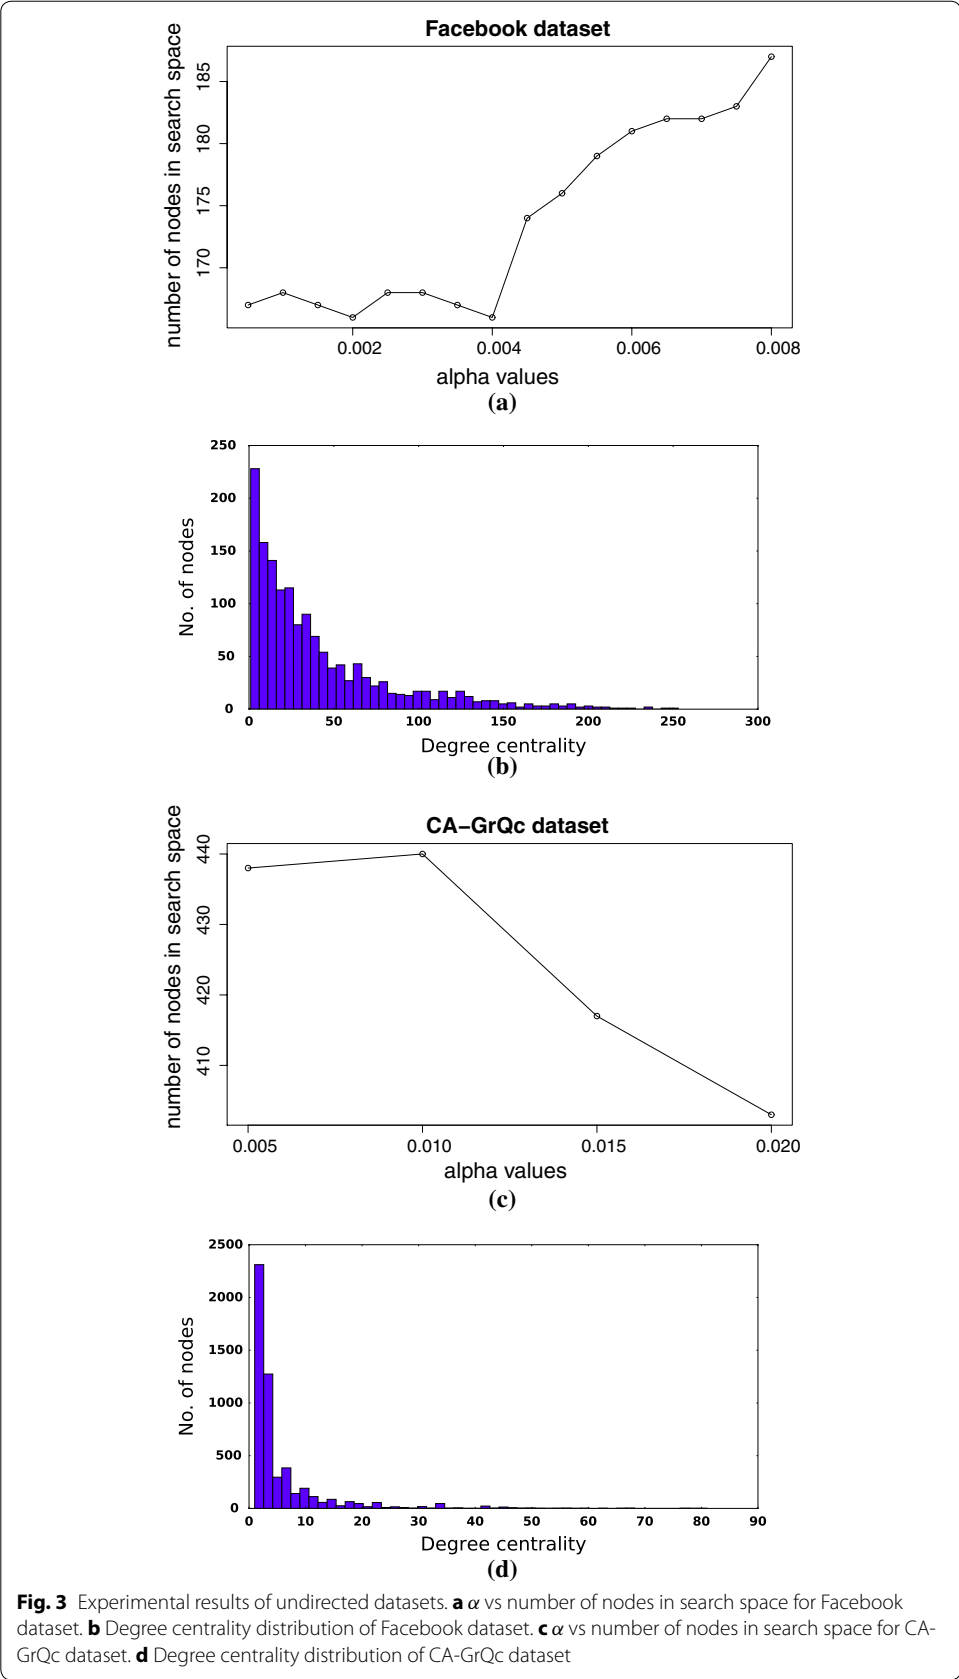 Facebook dataset
number of nodes in search space
185
180
175
170
0.002 0.004 0.006 0.008
alpha values
(a)
250
200
150
100
50
0
No. of nodes
0 50 100 150 200 250 300
Degree centrality
(b)
CA−GrQc dataset
number of nodes in search space
440
430
420
410
0.005 0.010 0.015 0.020
alpha values
(c)
2500
2000
1500
1000
500
0
No. of nodes
0 10 20 30 40 50 60 70 80 90
Degree centrality
(d)
Fig. 3 Experimental results of undirected datasets. a α vs number of nodes in search space for Facebook
dataset. b Degree centrality distribution of Facebook dataset. c α vs number of nodes in search space for CA-
GrQc dataset. d Degree centrality distribution of CA-GrQc dataset